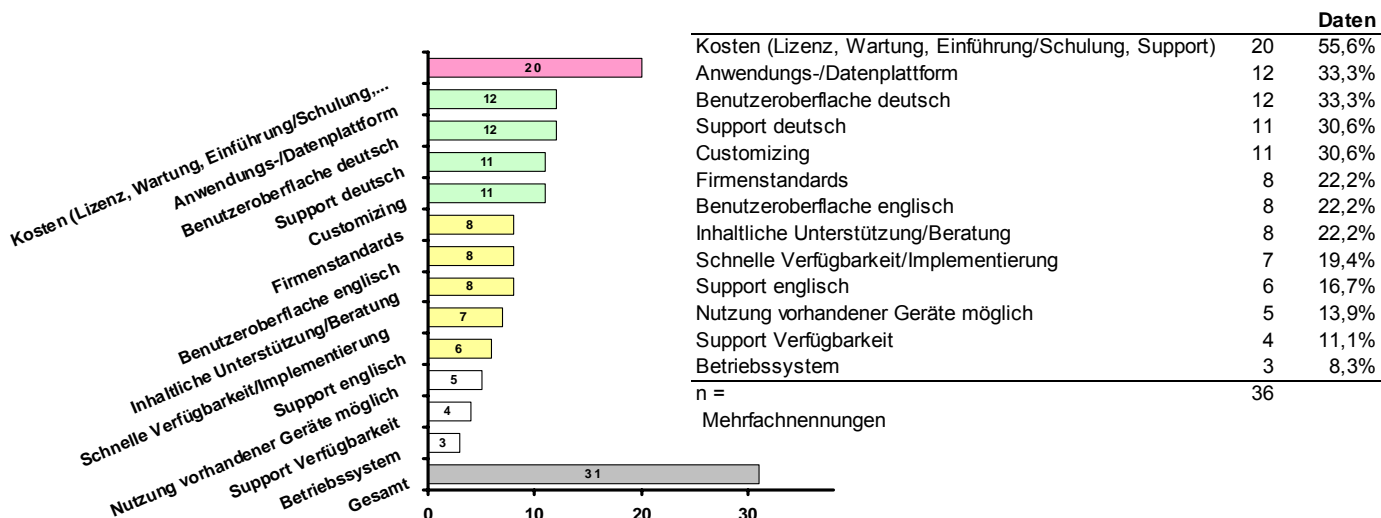 Kosten (Lizenz, Wartung, Einführung/Schulung,...
20
Anwendungs-/Datenplattform
12
Benutzeroberflache deutsch
12
Support deutsch
11
Customizing
11
Firmenstandards
8
Benutzeroberflache englisch
8
Inhaltliche Unterstützung/Beratung
8
Schnelle Verfügbarkeit/Implementierung
7
Support englisch
6
Nutzung vorhandener Geräte möglich
5
Support Verfügbarkeit
4
Betriebssystem
3
Gesamt
31
0 10 20 30
Daten
Kosten (Lizenz, Wartung, Einführung/Schulung, Support) 20 55,6%
Anwendungs-/Datenplattform 12 33,3%
Benutzeroberflache deutsch 12 33,3%
Support deutsch 11 30,6%
Customizing 11 30,6%
Firmenstandards 8 22,2%
Benutzeroberflache englisch 8 22,2%
Inhaltliche Unterstützung/Beratung 8 22,2%
Schnelle Verfügbarkeit/Implementierung 7 19,4%
Support englisch 6 16,7%
Nutzung vorhandener Geräte möglich 5 13,9%
Support Verfügbarkeit 4 11,1%
Betriebssystem 3 8,3%
n = 36
Mehrfachnennungen